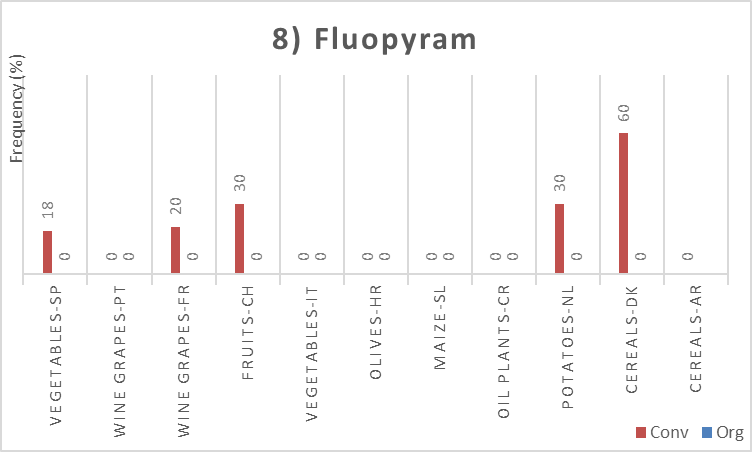 8) Fluopyram
Frequency (%)
18 0 0 0 20 0 30 0 0 0 0 0 0 0 0 0 30 0 60 0 0
VEGETABLES-SP
WINE GRAPES-PT
WINE GRAPES-FR
FRUITS-CH
VEGETABLES-IT
OLIVES-HR
MAIZE-SL
OIL PLANTS-CR
POTATOES-NL
CEREALS-DK
CEREALS-AR
Conv Org